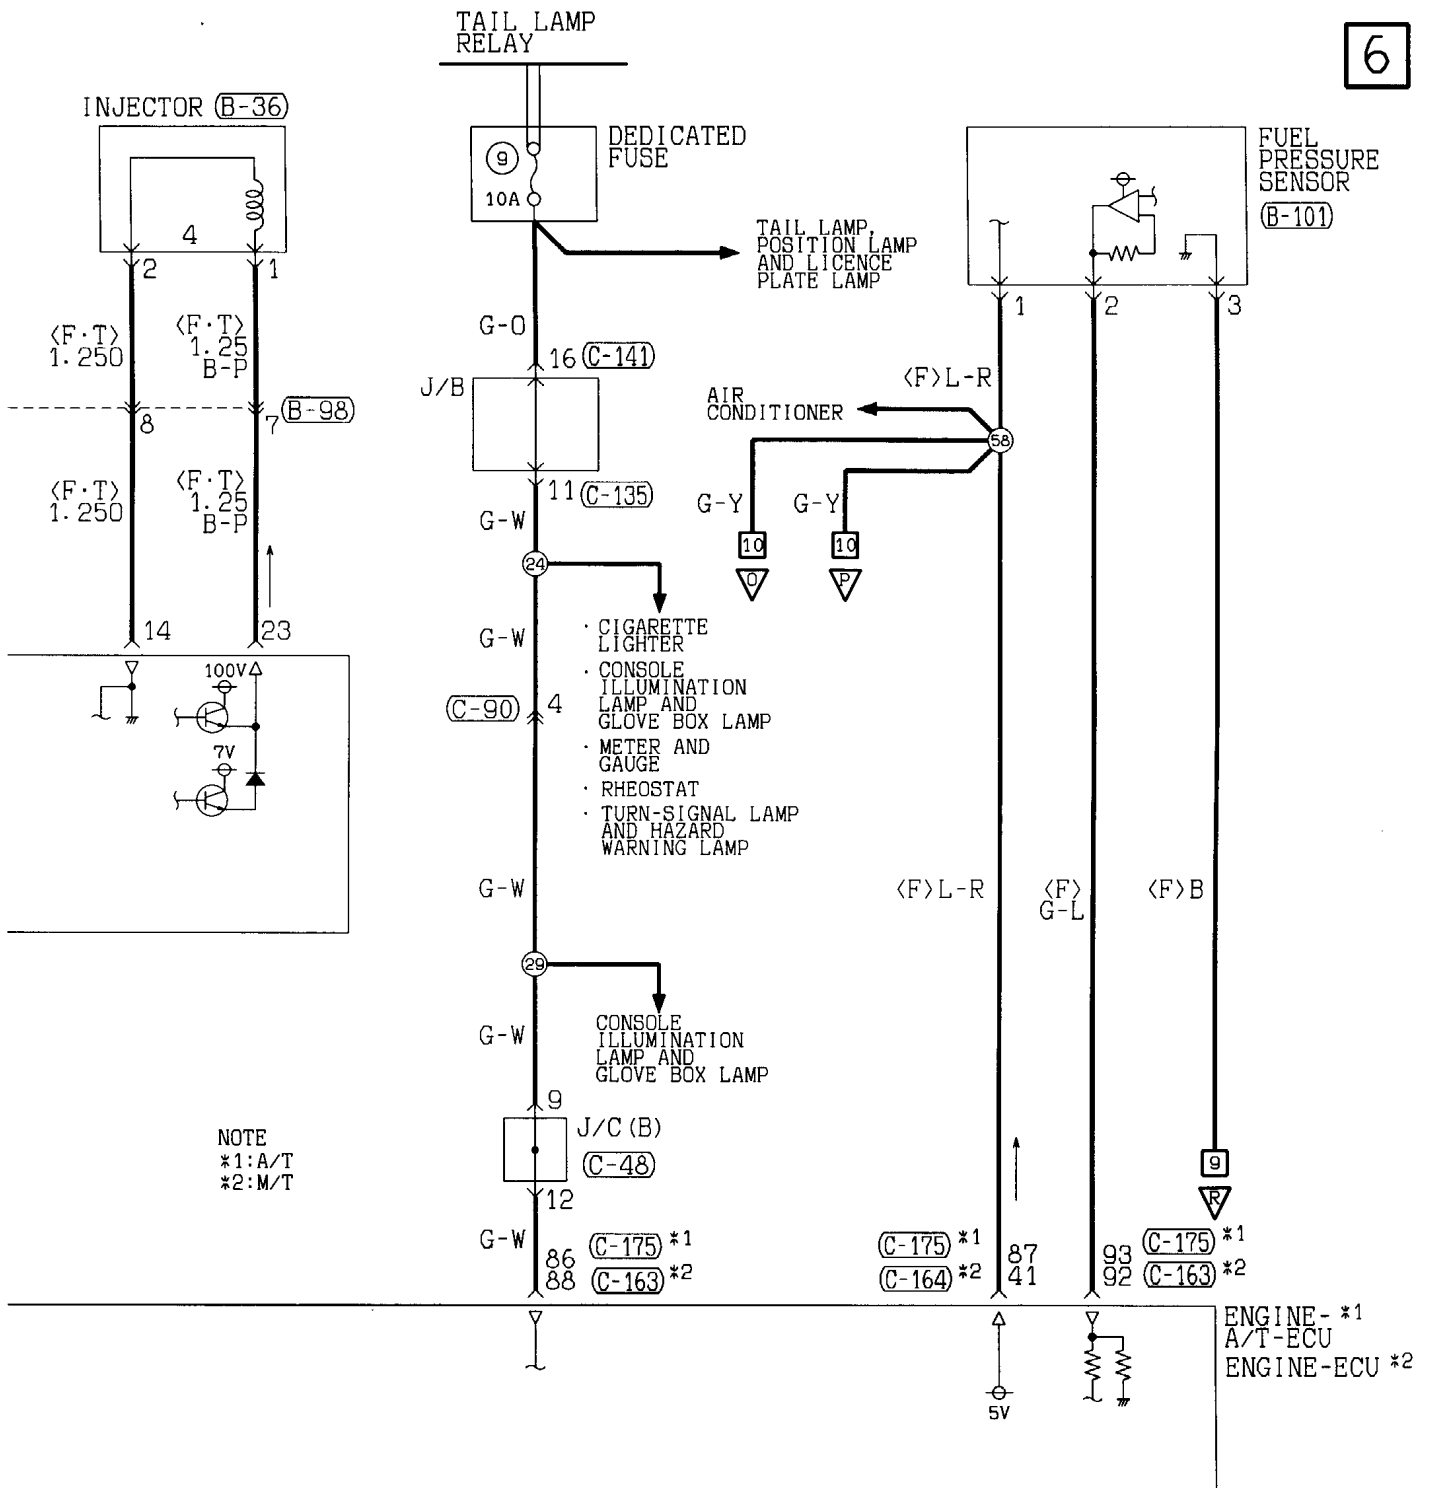 TAIL LAMP
RELAY
6
INJECTOR (B-36)
4
2
1
<F·T>
1.250
<F·T>
1.25
B-P
8
7
(B-98)
<F·T>
1.250
<F·T>
1.25
B-P
14
23
100V
7V
9
10A
DEDICATED
FUSE
TAIL LAMP,
POSITION LAMP
AND LICENCE
PLATE LAMP
G-O
16 (C-141)
J/B
11 (C-135)
G-W
24
G-W
· CIGARETTE
LIGHTER
· CONSOLE
ILLUMINATION
LAMP AND
GLOVE BOX LAMP
· METER AND
GAUGE
· RHEOSTAT
· TURN-SIGNAL LAMP
AND HAZARD
WARNING LAMP
(C-90) 4
G-W
29
CONSOLE
ILLUMINATION
LAMP AND
GLOVE BOX LAMP
G-W
9
J/C (B)
(C-48)
12
G-W
86 (C-175) *1
88 (C-163) *2
NOTE
*1:A/T
*2:M/T
FUEL
PRESSURE
SENSOR
(B-101)
1
2
3
<F>L-R
AIR
CONDITIONER
58
G-Y
G-Y
10
10
O
P
<F>L-R
<F>
G-L
<F>B
9
R
(C-175) *1 87
(C-164) *2 41
93 (C-175) *1
92 (C-163) *2
5V
ENGINE- *1
A/T-ECU
ENGINE-ECU *2